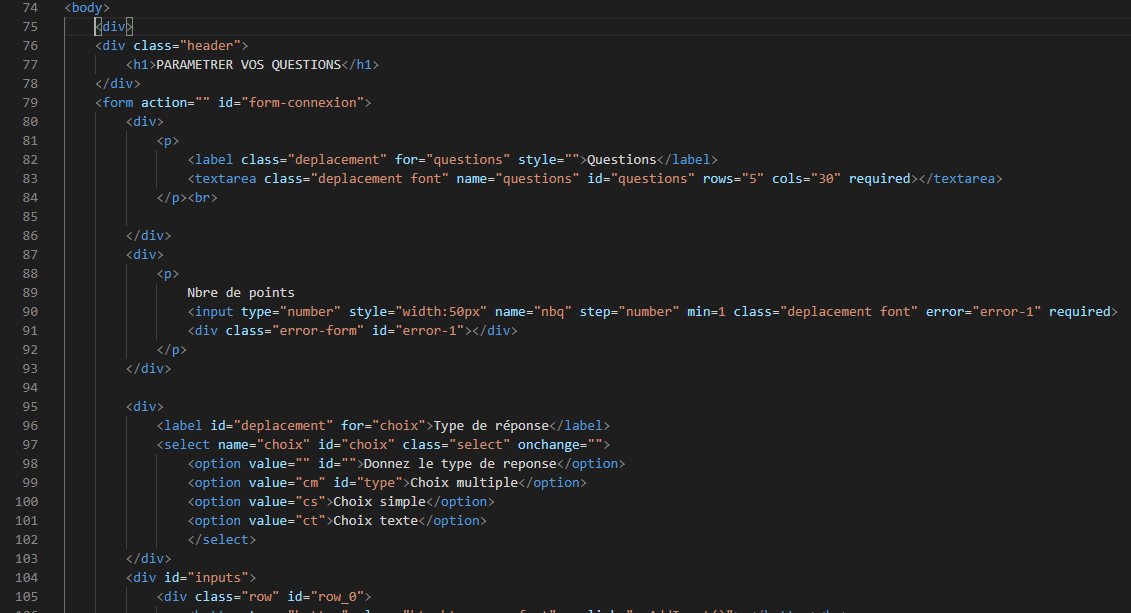 74 <body>
75 <div>
76 <div class="header">
77 <h1>PARAMETRER VOS QUESTIONS</h1>
78 </div>
79 <form action="" id="form-connexion">
80 <div>
81 <p>
82 <label class="deplacement" for="questions" style="">Questions</label>
83 <textarea class="deplacement font" name="questions" id="questions" rows="5" cols="30" required></textarea>
84 </p><br>
85
86 </div>
87 <div>
88 <p>
89 Nbre de points
90 <input type="number" style="width:50px" name="nbq" step="number" min=1 class="deplacement font" error="error-1" required>
91 <div class="error-form" id="error-1"></div>
92 </p>
93 </div>
94
95 <div>
96 <label id="deplacement" for="choix">Type de réponse</label>
97 <select name="choix" id="choix" class="select" onchange="">
98 <option value="" id="">Donnez le type de reponse</option>
99 <option value="cm" id="type">Choix multiple</option>
100 <option value="cs">Choix simple</option>
101 <option value="ct">Choix texte</option>
102 </select>
103 </div>
104 <div id="inputs">
105 <div class="row" id="row_0">